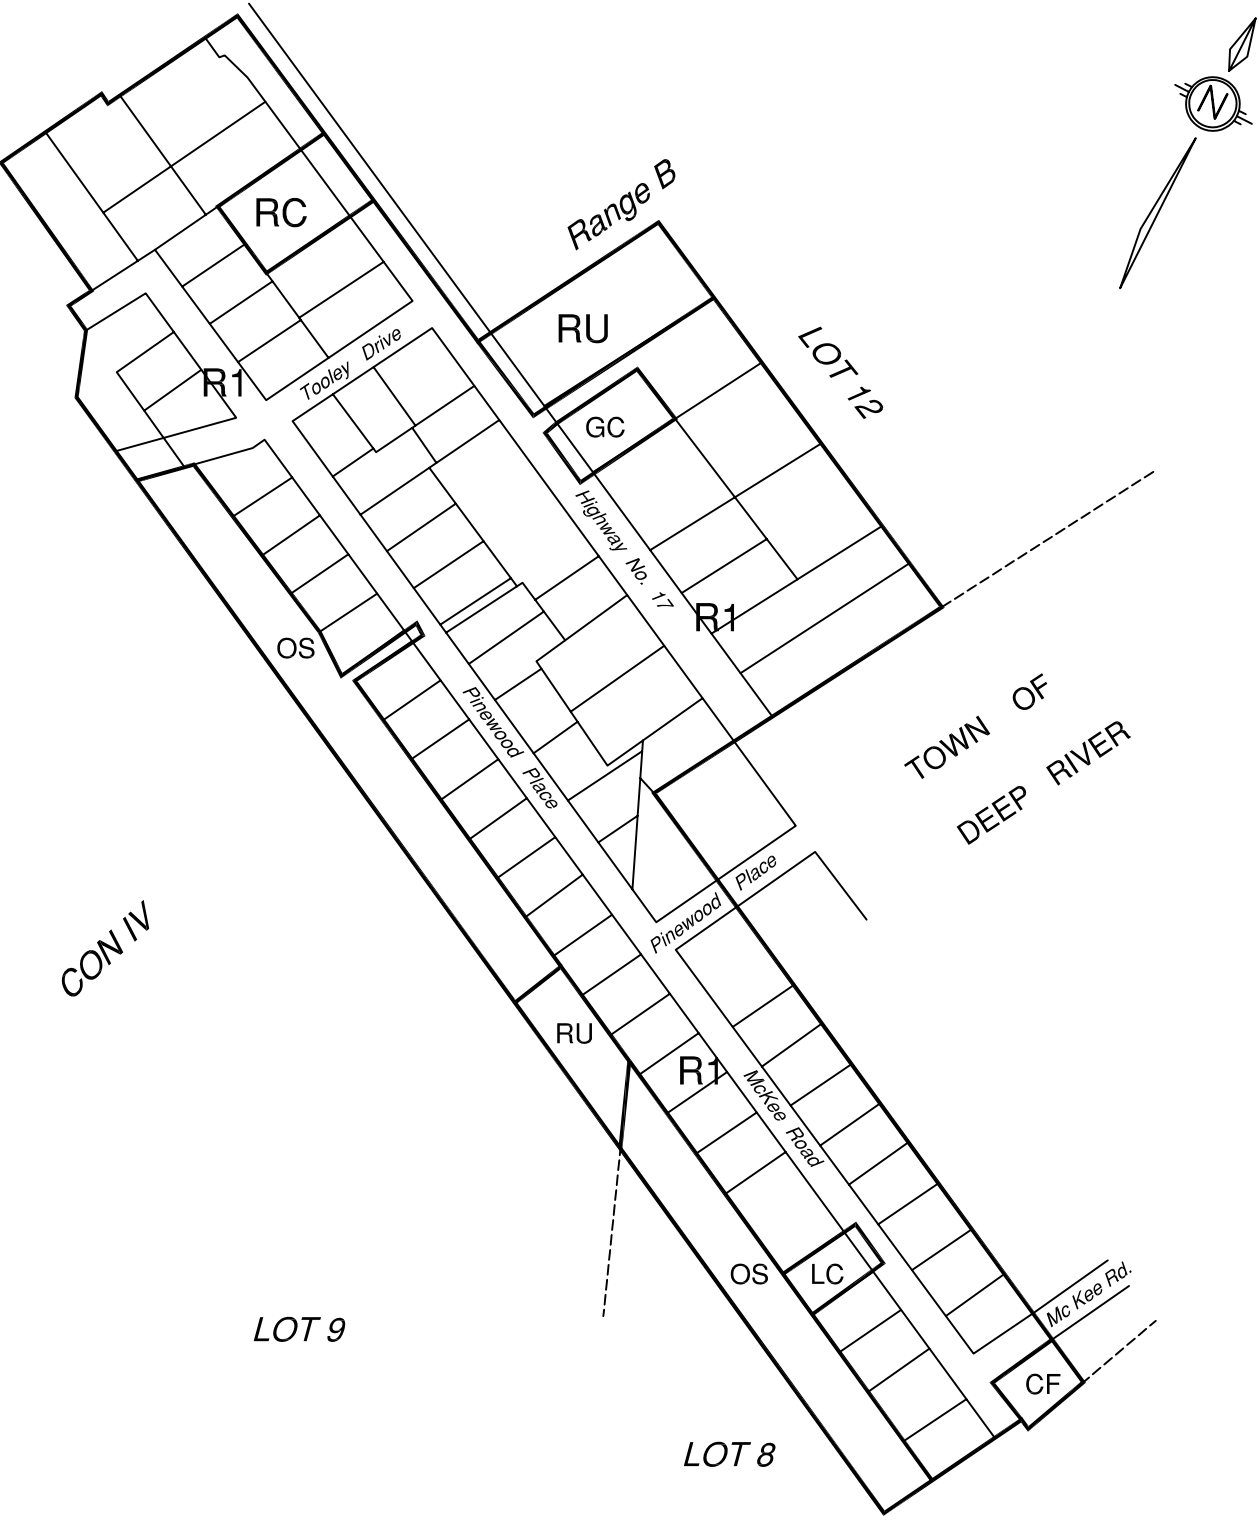 N
Range B
RC
RU
LOT 12
Tooley Drive
R1
GC
Highway No. 17
R1
OS
TOWN OF
DEEP RIVER
Pinewood Place
Pinewood Place
CON IV
RU
R1
McKee Road
OS
LC
Mc Kee Rd.
LOT 9
CF
LOT 8